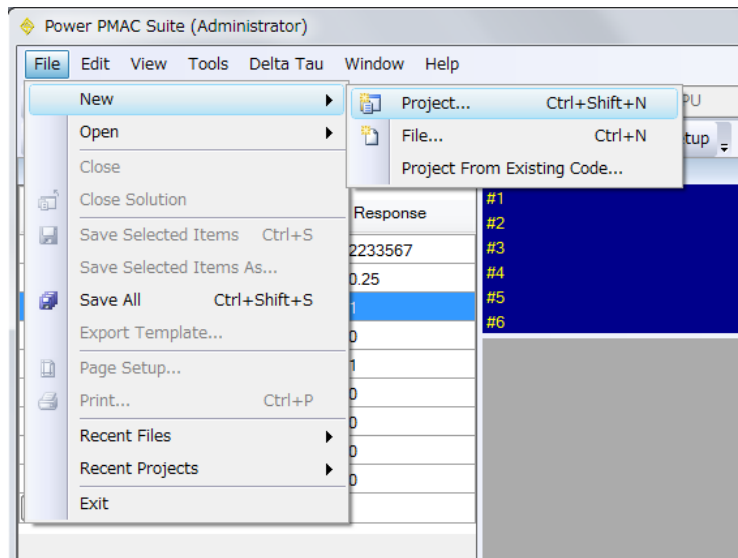 Power PMAC Suite (Administrator)
File Edit View Tools Delta Tau Window Help
New
Open
Close
Close Solution
Save Selected Items Ctrl+S
Save Selected Items As...
Save All Ctrl+Shift+S
Export Template...
Page Setup...
Print... Ctrl+P
Recent Files
Recent Projects
Exit
Project... Ctrl+Shift+N
File... Ctrl+N
Project From Existing Code...
PU
tup
Response
2233567
0.25
1
0
1
0
0
0
0
#1
#2
#3
#4
#5
#6